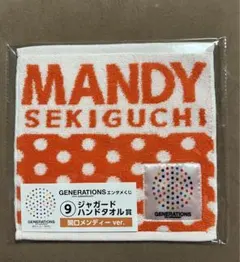 MANDY
SEKIGUCHI
GENERATIONS エンタメくじ
⑨ ジャガード
ハンドタオル賞
関口メンディー ver.
GENERATIONS
GENERATIONS